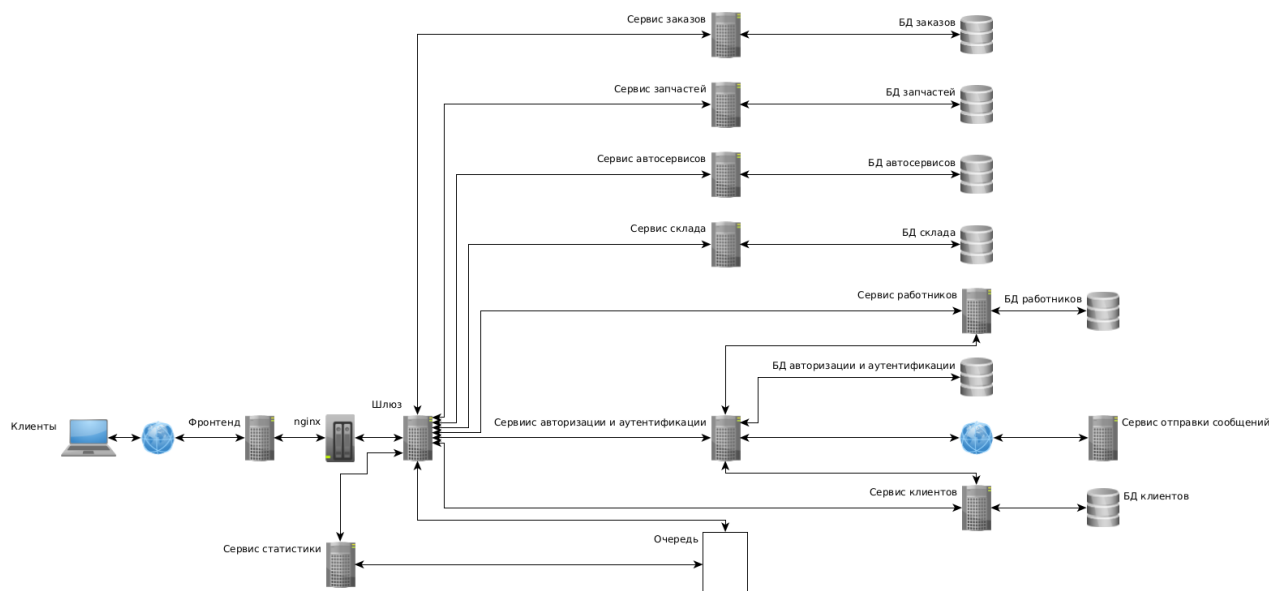 Сервис заказов
БД заказов
Сервис запчастей
БД запчастей
Сервис автосервисов
БД автосервисов
Сервис склада
БД склада
Сервис работников
БД работников
БД авторизации и аутентификации
Шлюз
Клиенты
Фронтенд
nginx
Сервиис авторизации и аутентификации
Сервис отправки сообщений
Сервис клиентов
БД клиентов
Сервис статистики
Очередь